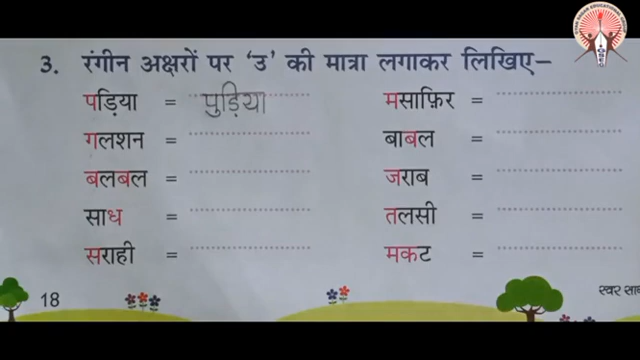 3. रंगीन अक्षरों पर ‘उ’ की मात्रा लगाकर लिखिए–
पड़िया = पुड़िया मसाफ़िर =
गलशन = बाबल =
बलबल = जराब =
साध = तलसी =
सराही = मकट =
18 स्वर